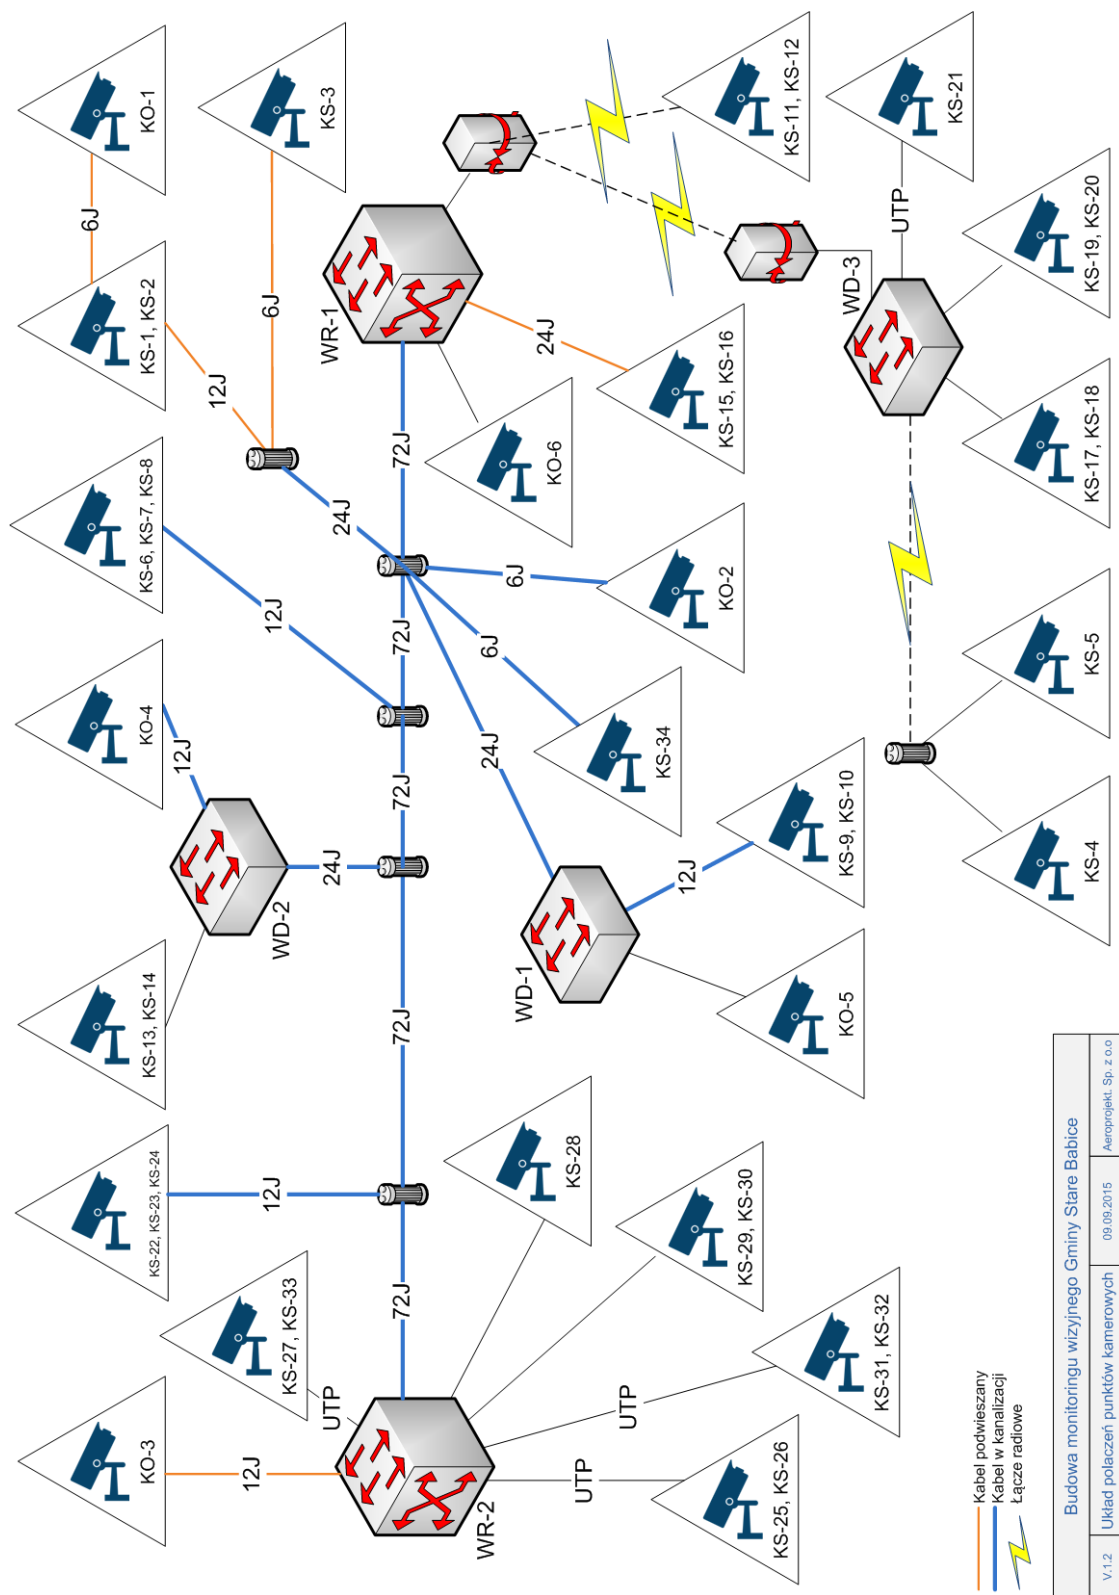 KO-3
12J
KS-27, KS-33
UTP
WR-2
UTP
KS-25, KS-26
UTP
KS-31, KS-32
KS-29, KS-30
KS-28
72J
KS-22, KS-23, KS-24
12J
72J
KS-13, KS-14
WD-2
24J
12J
KO-4
72J
KS-6, KS-7, KS-8
12J
72J
KS-1, KS-2
6J
KO-1
12J
6J
KS-3
24J
72J
WR-1
KO-6
24J
KS-15, KS-16
6J
KO-2
6J
KS-34
24J
WD-1
KO-5
12J
KS-9, KS-10
KS-11, KS-12
WD-3
UTP
KS-21
KS-19, KS-20
KS-17, KS-18
KS-5
KS-4
Kabel podwieszany
Kabel w kanalizacji
Łącze radiowe
Budowa monitoringu wizyjnego Gminy Stare Babice
V.1.2
Układ polaczeń punktów kamerowych
09.09.2015
Aeroprojekt. Sp. z o.o